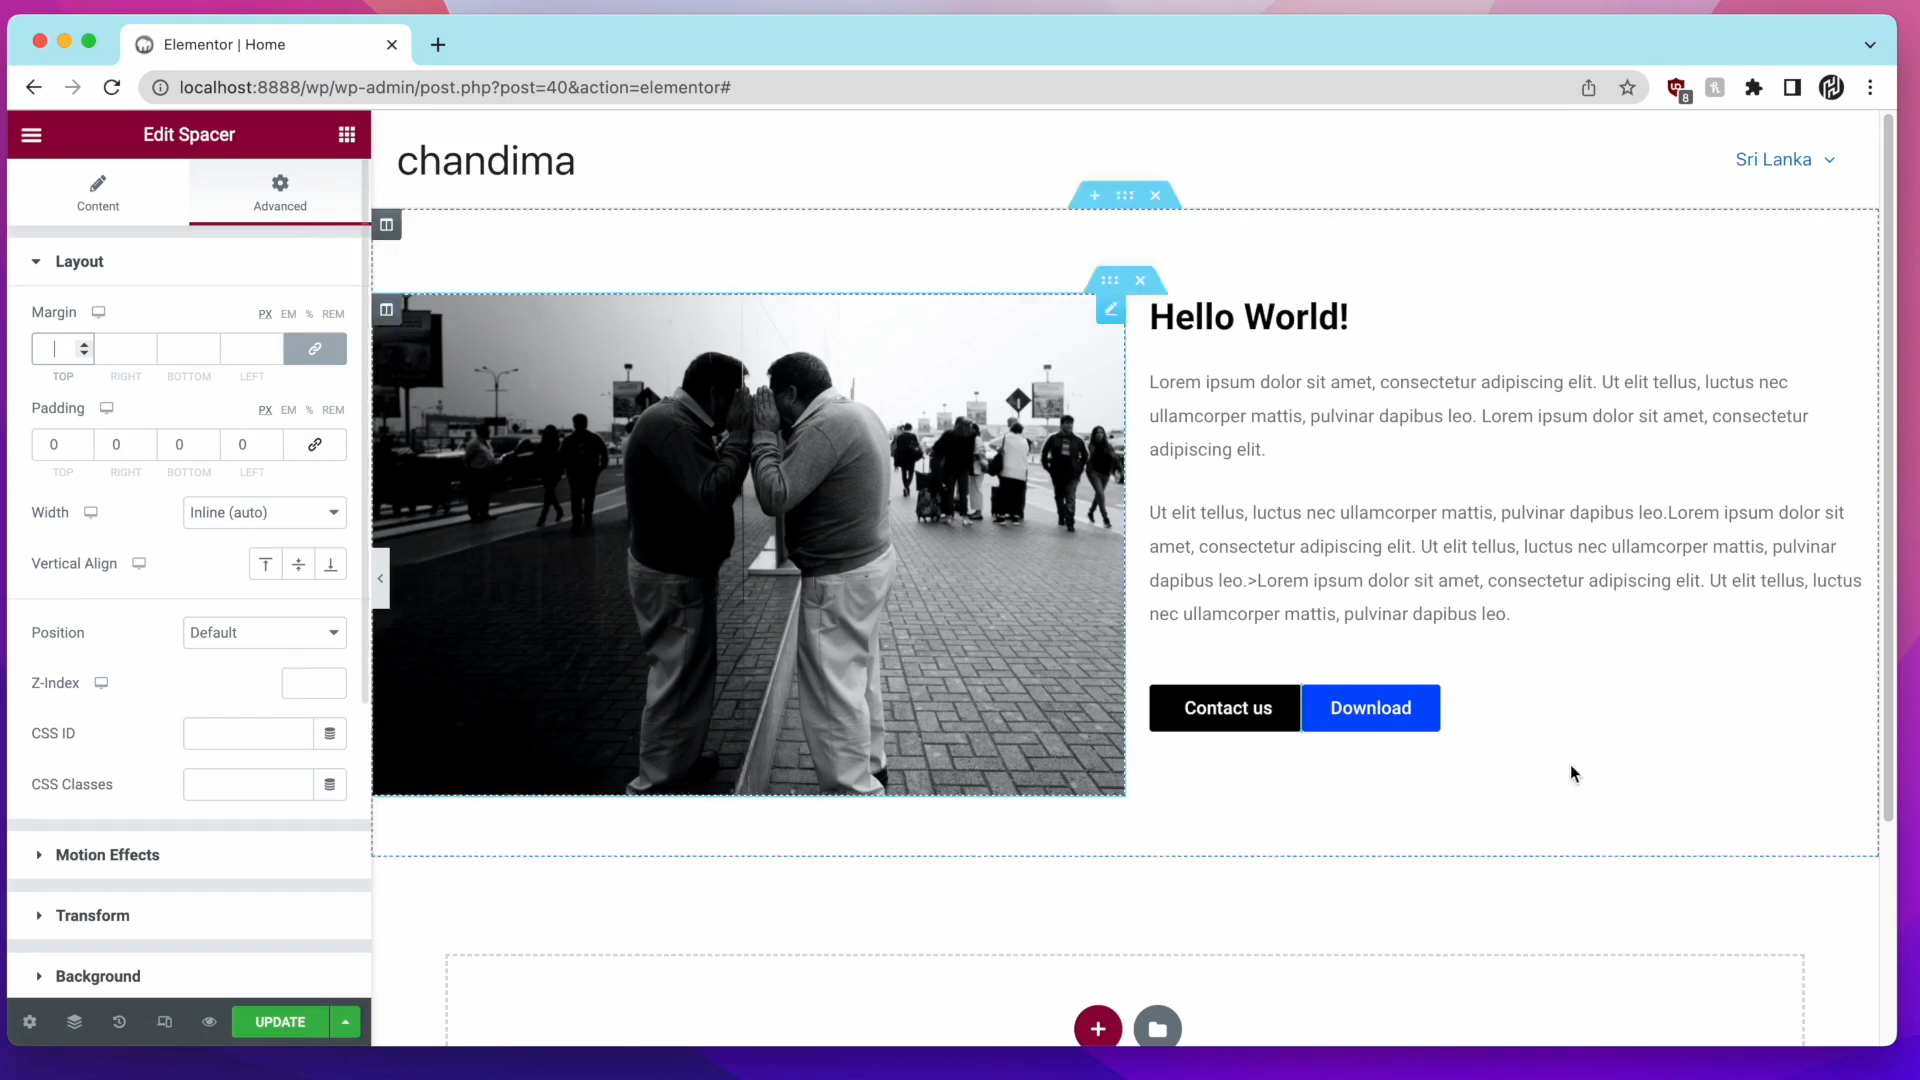 Elementor | Home
localhost:8888/wp/wp-admin/post.php?post=40&action=elementor#
8
Edit Spacer
Content
Advanced
Layout
Margin
PX EM % REM
TOP RIGHT BOTTOM LEFT
Padding
PX EM % REM
0 0 0 0
TOP RIGHT BOTTOM LEFT
Width
Inline (auto)
Vertical Align
Position
Default
Z-Index
CSS ID
CSS Classes
Motion Effects
Transform
Background
UPDATE
chandima
Sri Lanka
Hello World!
Lorem ipsum dolor sit amet, consectetur adipiscing elit. Ut elit tellus, luctus nec
ullamcorper mattis, pulvinar dapibus leo. Lorem ipsum dolor sit amet, consectetur
adipiscing elit.
Ut elit tellus, luctus nec ullamcorper mattis, pulvinar dapibus leo.Lorem ipsum dolor sit
amet, consectetur adipiscing elit. Ut elit tellus, luctus nec ullamcorper mattis, pulvinar
dapibus leo.>Lorem ipsum dolor sit amet, consectetur adipiscing elit. Ut elit tellus, luctus
nec ullamcorper mattis, pulvinar dapibus leo.
Contact us
Download